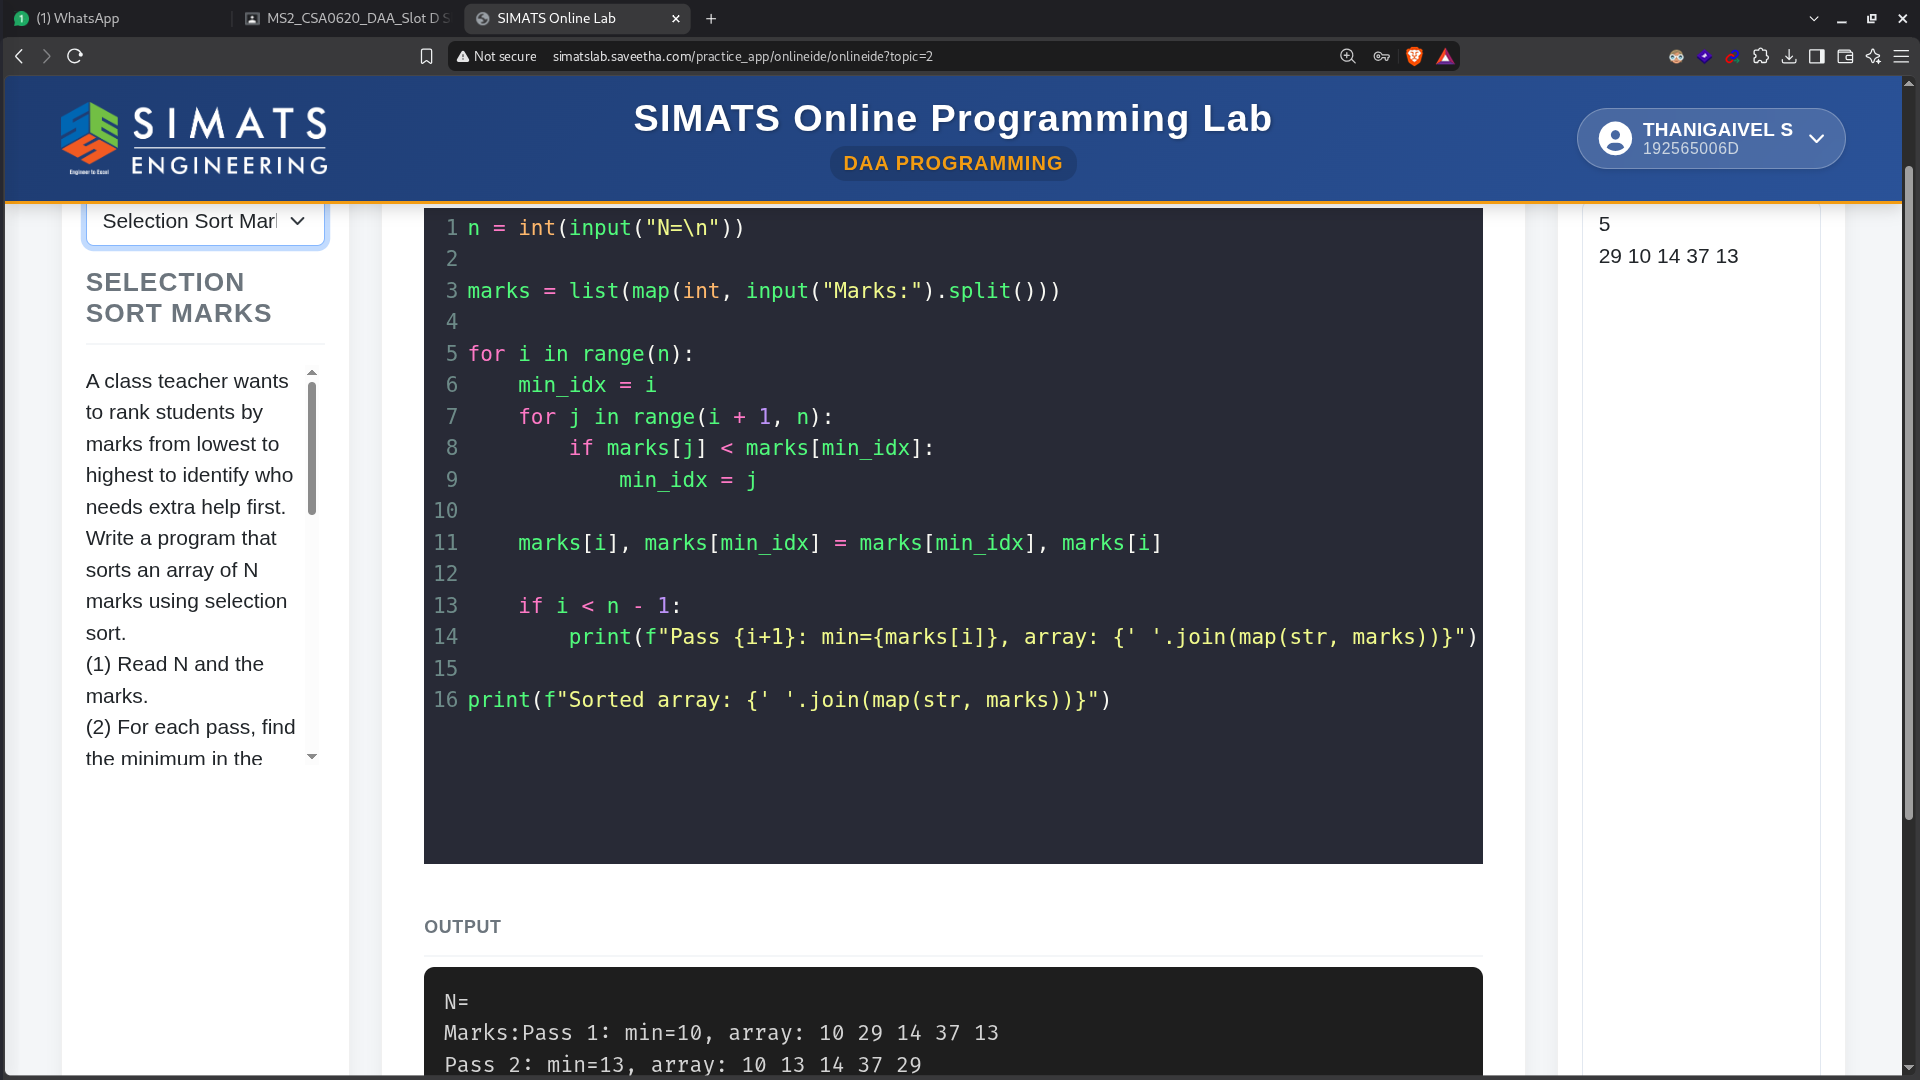 (1) WhatsApp
MS2_CSA0620_DAA_Slot D
SIMATS Online Lab
Not secure simatslab.saveetha.com/practice_app/onlineide/onlineide?topic=2
SIMATS
ENGINEERING
Engineer to Excel
SIMATS Online Programming Lab
DAA PROGRAMMING
THANIGAIVEL S
192565006D
Selection Sort Mar
SELECTION
SORT MARKS
A class teacher wants
to rank students by
marks from lowest to
highest to identify who
needs extra help first.
Write a program that
sorts an array of N
marks using selection
sort.
(1) Read N and the
marks.
(2) For each pass, find
the minimum in the
1 n = int(input("N=\n"))
2
3 marks = list(map(int, input("Marks:").split()))
4
5 for i in range(n):
6     min_idx = i
7     for j in range(i + 1, n):
8         if marks[j] < marks[min_idx]:
9             min_idx = j
10
11     marks[i], marks[min_idx] = marks[min_idx], marks[i]
12
13     if i < n - 1:
14         print(f"Pass {i+1}: min={marks[i]}, array: {' '.join(map(str, marks))}")
15
16 print(f"Sorted array: {' '.join(map(str, marks))}")
OUTPUT
N=
Marks:Pass 1: min=10, array: 10 29 14 37 13
Pass 2: min=13, array: 10 13 14 37 29
5
29 10 14 37 13